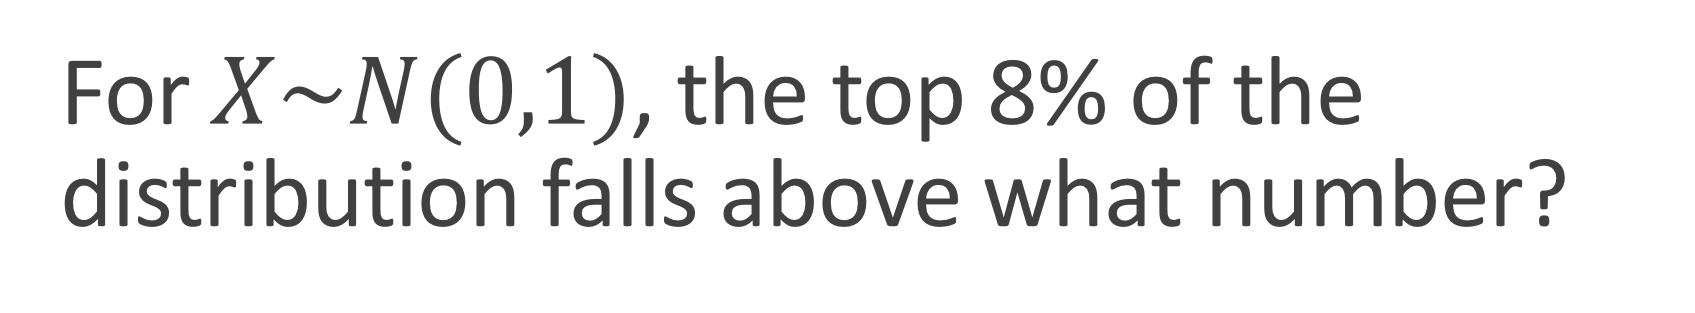 For X~N(0,1), the top 8% of the
distribution falls above what number?